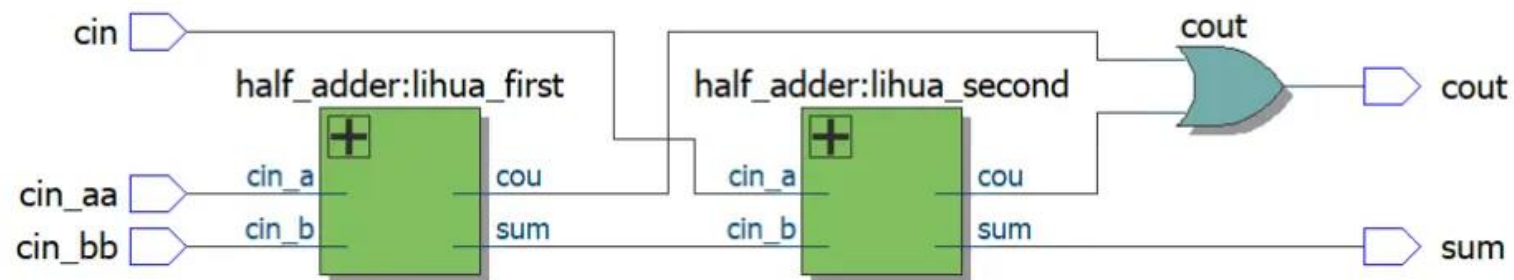 cin
cout
half_adder:lihua_first
half_adder:lihua_second
cout
cin_aa
cin_a
cou
cin_a
cou
cin_bb
cin_b
sum
cin_b
sum
sum